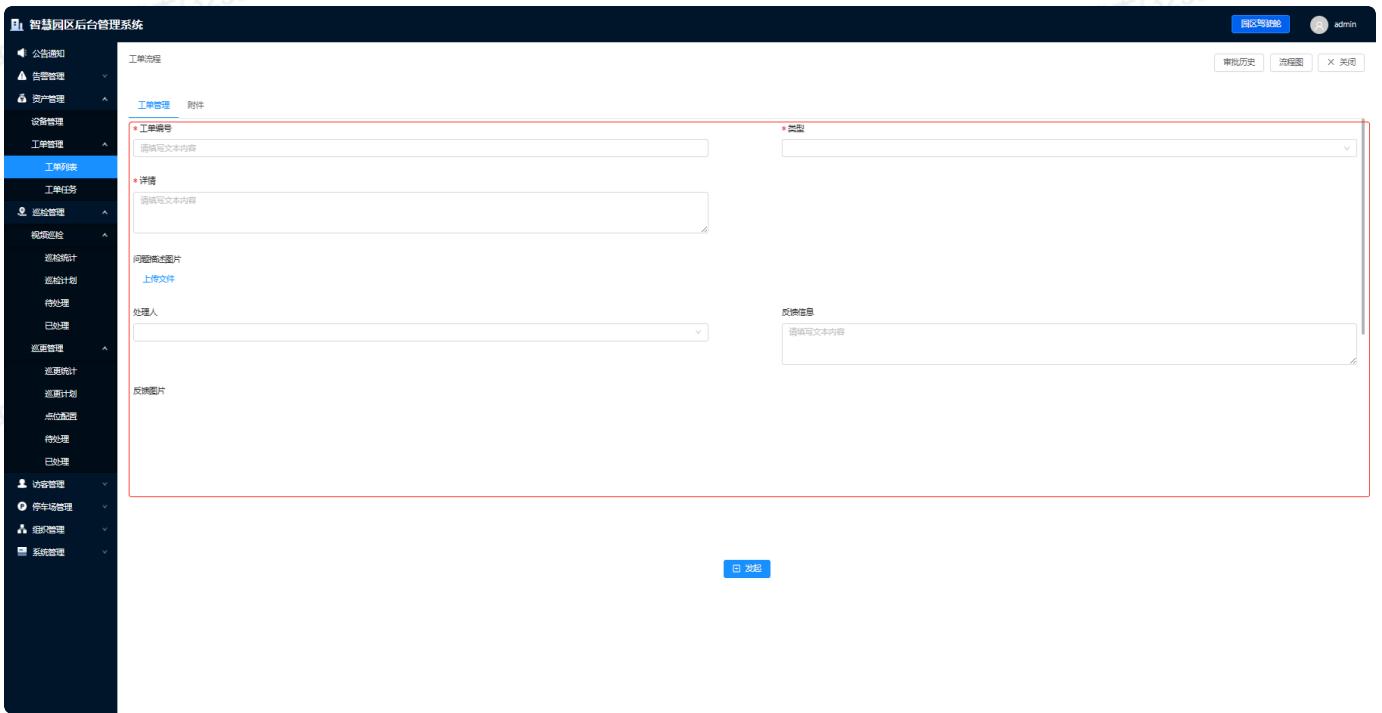 智慧园区后台管理系统
园区驾驶舱
admin
公告通知
告警管理
资产管理
设备管理
工单管理
工单列表
工单任务
巡检管理
视频巡检
巡检统计
巡检计划
待处理
已处理
巡更管理
巡更统计
巡更计划
点位配置
待处理
已处理
访客管理
停车场管理
组织管理
系统管理
工单流程
审批历史
流程图
× 关闭
工单管理
附件
* 工单编号
请填写文本内容
* 类型
* 详情
请填写文本内容
问题描述图片
上传文件
处理人
反馈信息
请填写文本内容
反馈图片
发起